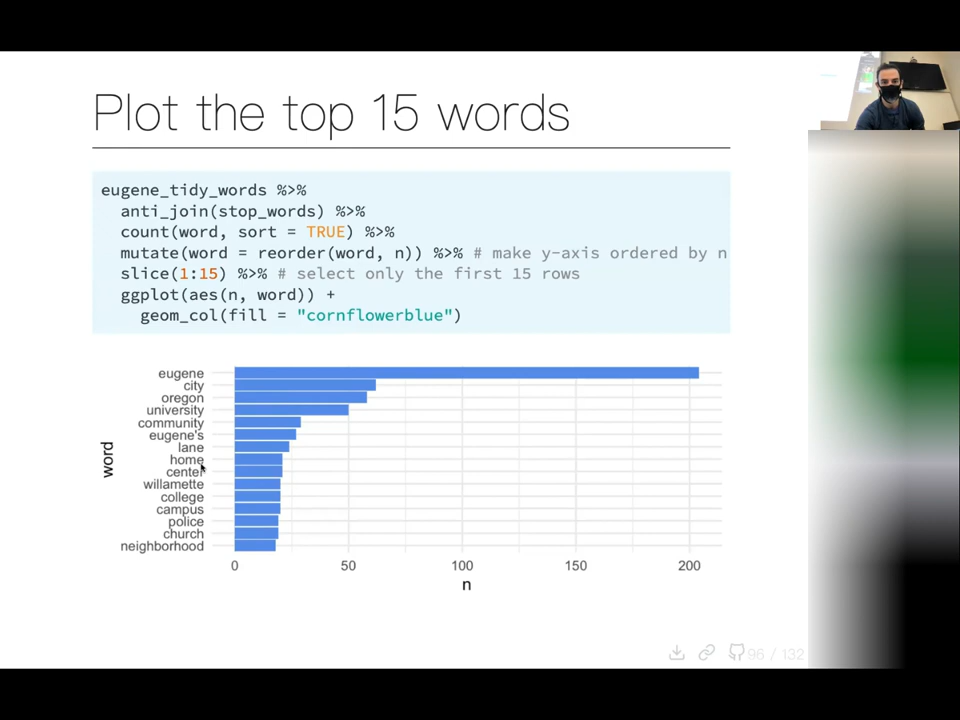 Plot the top 15 words
eugene_tidy_words %>%
anti_join(stop_words) %>%
count(word, sort = TRUE) %>%
mutate(word = reorder(word, n)) %>% # make y-axis ordered by n
slice(1:15) %>% # select only the first 15 rows
ggplot(aes(n, word)) +
geom_col(fill = "cornflowerblue")
eugene
city
oregon
university
community
eugene's
lane
home
center
willamette
college
campus
police
church
neighborhood
word
0 50 100 150 200
n
96 / 132